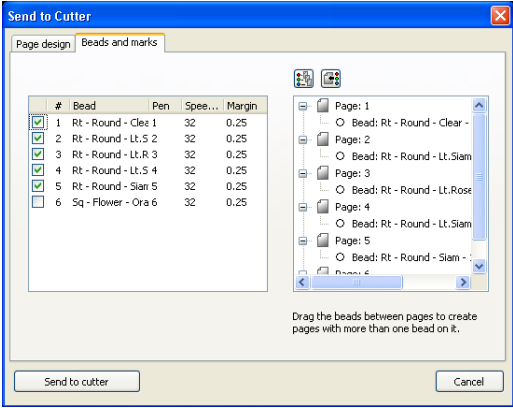 Send to Cutter
Page design Beads and marks
# Bead Pen Spee... Margin
1 Rt - Round - Clea 1 32 0.25
2 Rt - Round - Lt.S 2 32 0.25
3 Rt - Round - Lt.R 3 32 0.25
4 Rt - Round - Lt.S 4 32 0.25
5 Rt - Round - Siam 5 32 0.25
6 Sq - Flower - Ora 6 32 0.25
Page: 1
Bead: Rt - Round - Clear -
Page: 2
Bead: Rt - Round - Lt.Siam
Page: 3
Bead: Rt - Round - Lt.Rose
Page: 4
Bead: Rt - Round - Lt.Siam
Page: 5
Bead: Rt - Round - Siam -
Page: 6
Drag the beads between pages to create
pages with more than one bead on it.
Send to cutter
Cancel